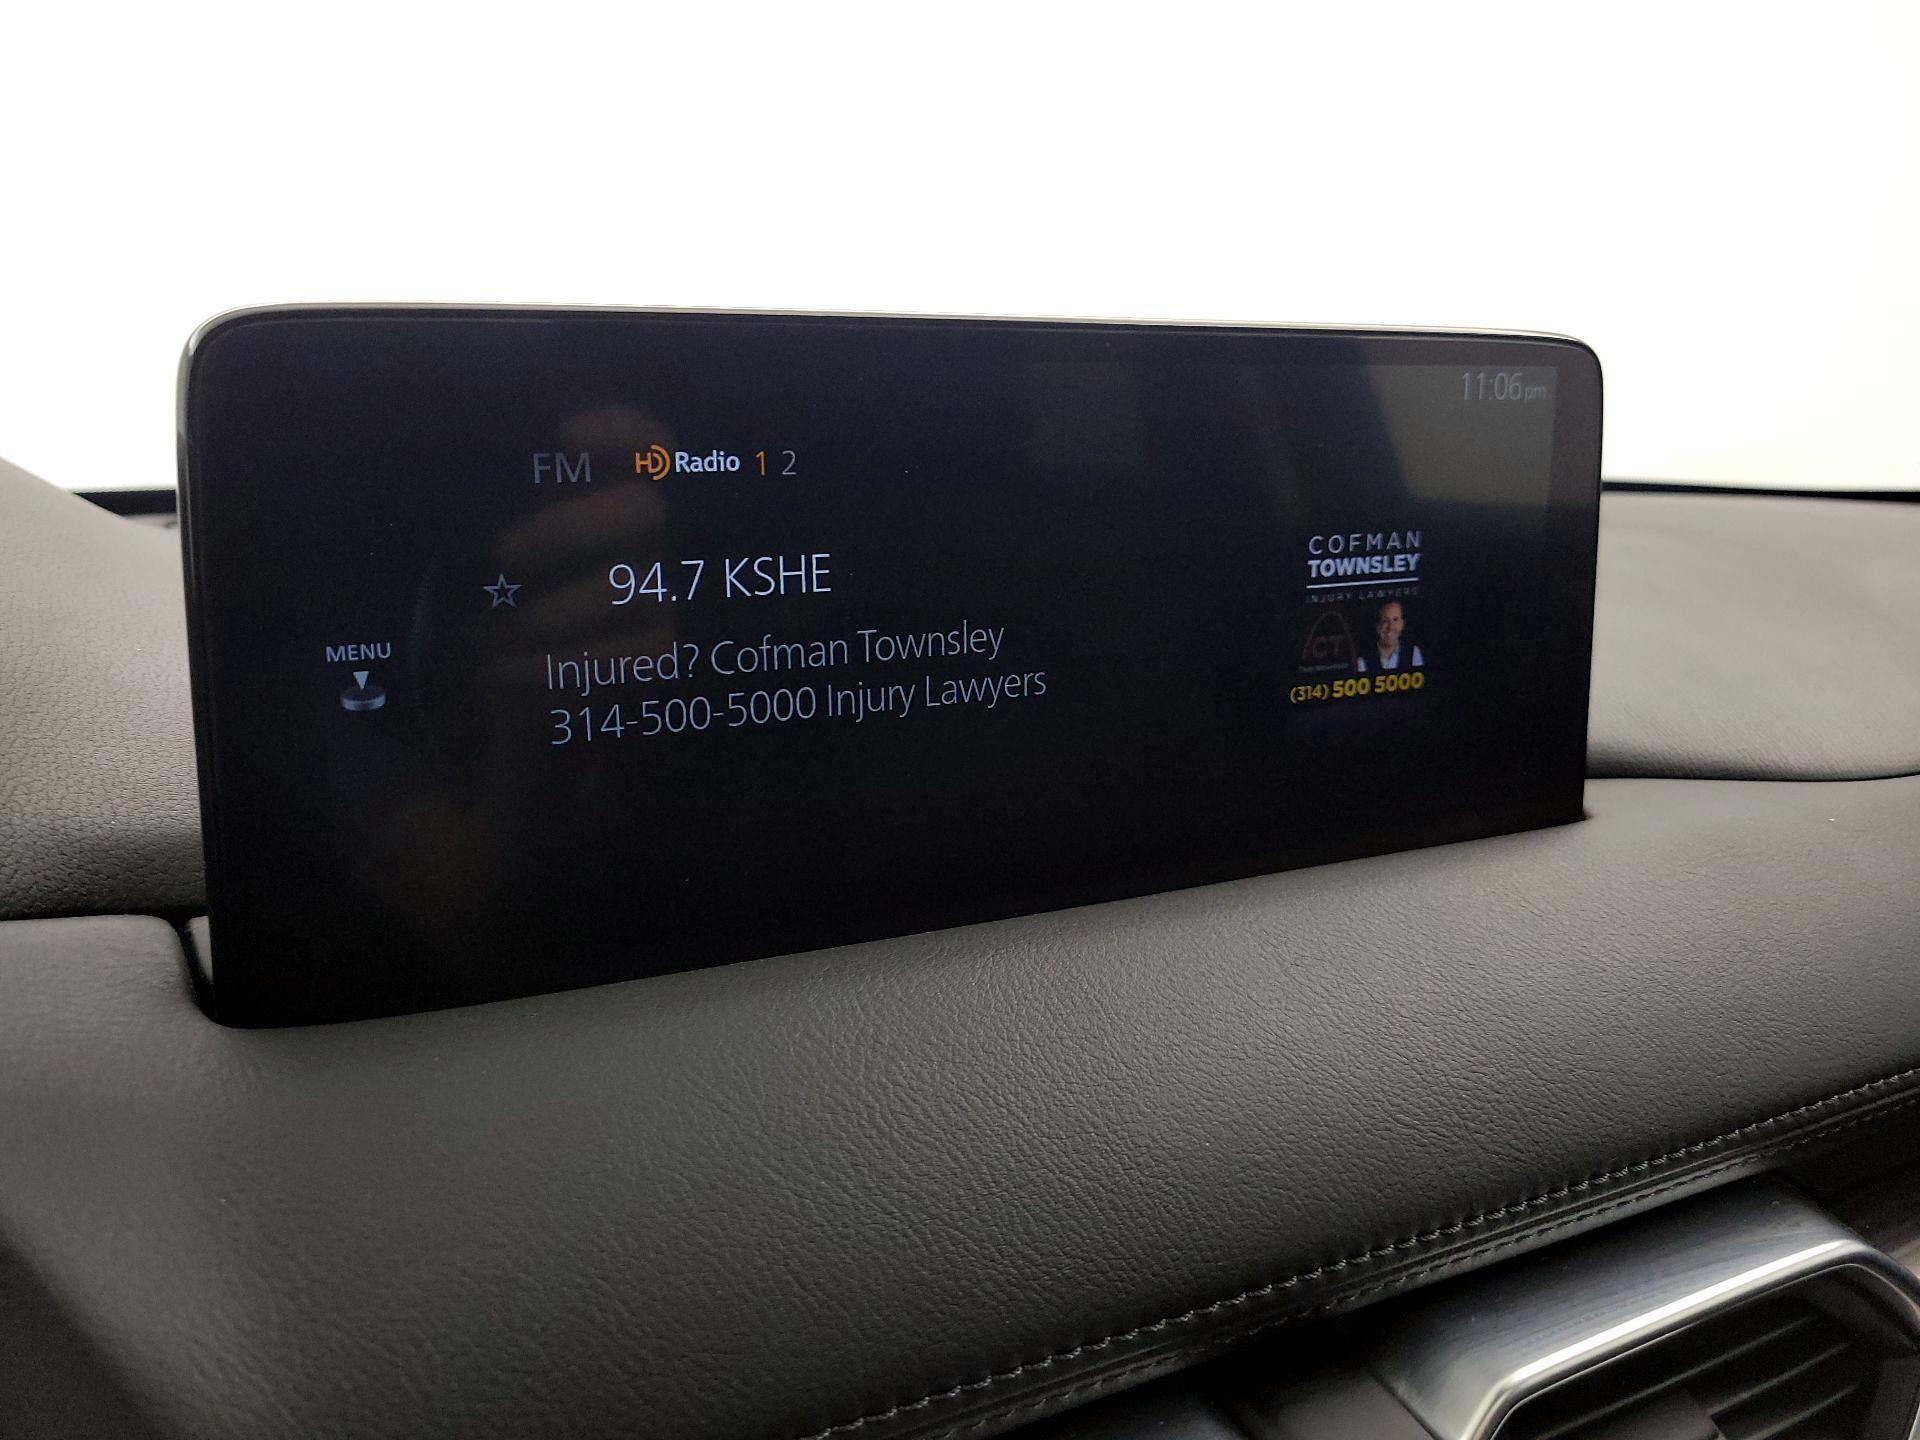 11:06pm
FM HD Radio 1 2
94.7 KSHE
Injured? Cofman Townsley
314-500-5000 Injury Lawyers
MENU
COFMAN
TOWNSLEY
INJURY LAWYERS
CT
(314) 500 5000